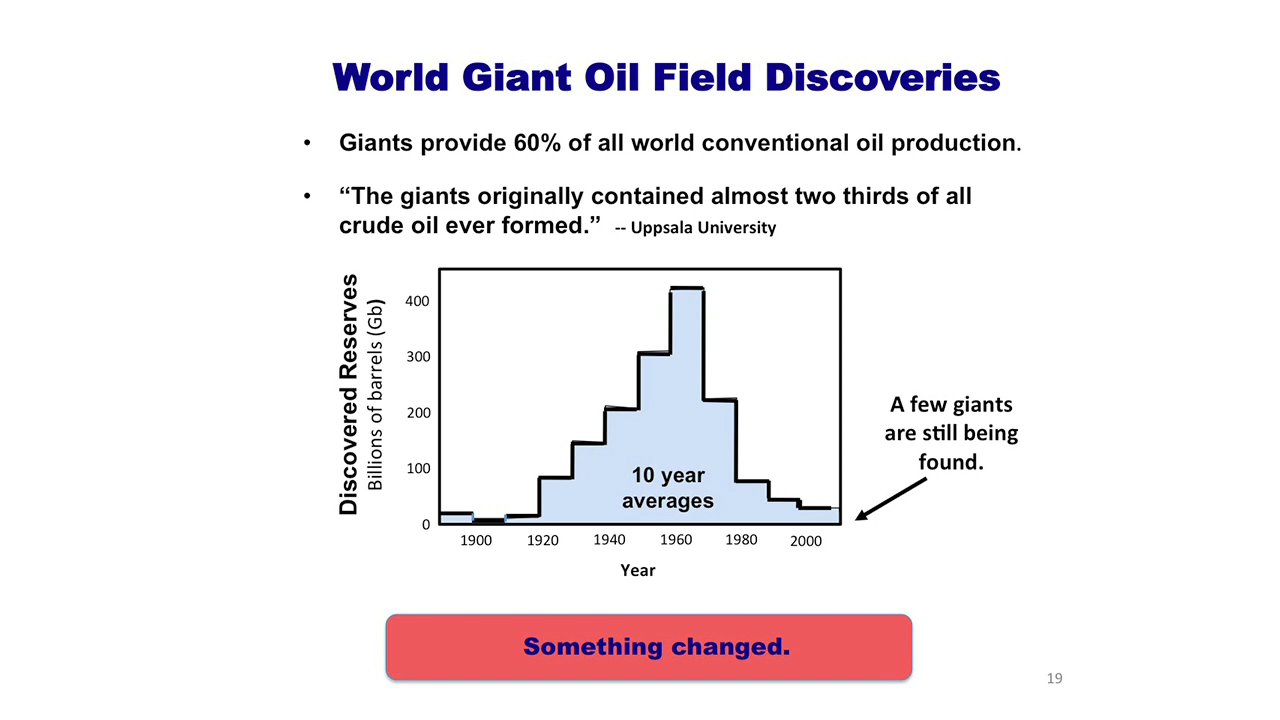 World Giant Oil Field Discoveries
• Giants provide 60% of all world conventional oil production.
• “The giants originally contained almost two thirds of all
crude oil ever formed.” -- Uppsala University
Discovered Reserves
Billions of barrels (Gb)
400
300
200
100
0
10 year
averages
1900 1920 1940 1960 1980 2000
Year
A few giants
are still being
found.
Something changed.
19